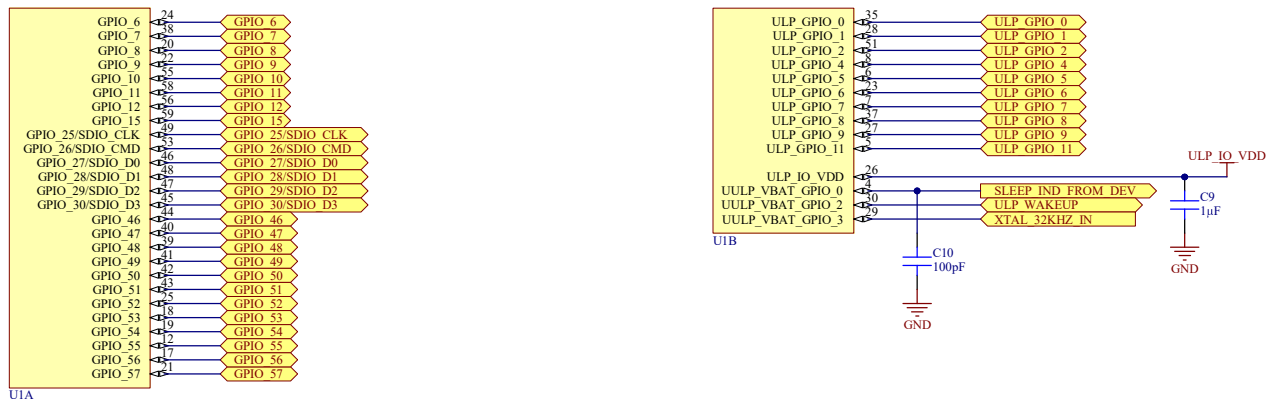 GPIO_6 24 GPIO_6
GPIO_7 38 GPIO_7
GPIO_8 20 GPIO_8
GPIO_9 22 GPIO_9
GPIO_10 55 GPIO_10
GPIO_11 58 GPIO_11
GPIO_12 56 GPIO_12
GPIO_15 59 GPIO_15
GPIO_25/SDIO_CLK 49 GPIO_25/SDIO_CLK
GPIO_26/SDIO_CMD 53 GPIO_26/SDIO_CMD
GPIO_27/SDIO_D0 46 GPIO_27/SDIO_D0
GPIO_28/SDIO_D1 48 GPIO_28/SDIO_D1
GPIO_29/SDIO_D2 47 GPIO_29/SDIO_D2
GPIO_30/SDIO_D3 45 GPIO_30/SDIO_D3
GPIO_46 44 GPIO_46
GPIO_47 40 GPIO_47
GPIO_48 39 GPIO_48
GPIO_49 41 GPIO_49
GPIO_50 42 GPIO_50
GPIO_51 43 GPIO_51
GPIO_52 25 GPIO_52
GPIO_53 18 GPIO_53
GPIO_54 19 GPIO_54
GPIO_55 12 GPIO_55
GPIO_56 17 GPIO_56
GPIO_57 21 GPIO_57
U1A
ULP_GPIO_0 35 ULP_GPIO_0
ULP_GPIO_1 28 ULP_GPIO_1
ULP_GPIO_2 51 ULP_GPIO_2
ULP_GPIO_4 8 ULP_GPIO_4
ULP_GPIO_5 6 ULP_GPIO_5
ULP_GPIO_6 23 ULP_GPIO_6
ULP_GPIO_7 7 ULP_GPIO_7
ULP_GPIO_8 37 ULP_GPIO_8
ULP_GPIO_9 27 ULP_GPIO_9
ULP_GPIO_11 5 ULP_GPIO_11
ULP_IO_VDD 26 ULP_IO_VDD
UULP_VBAT_GPIO_0 4 SLEEP_IND_FROM_DEV
UULP_VBAT_GPIO_2 30 ULP_WAKEUP
UULP_VBAT_GPIO_3 29 XTAL_32KHZ_IN
U1B
C9
1µF
GND
C10
100pF
GND